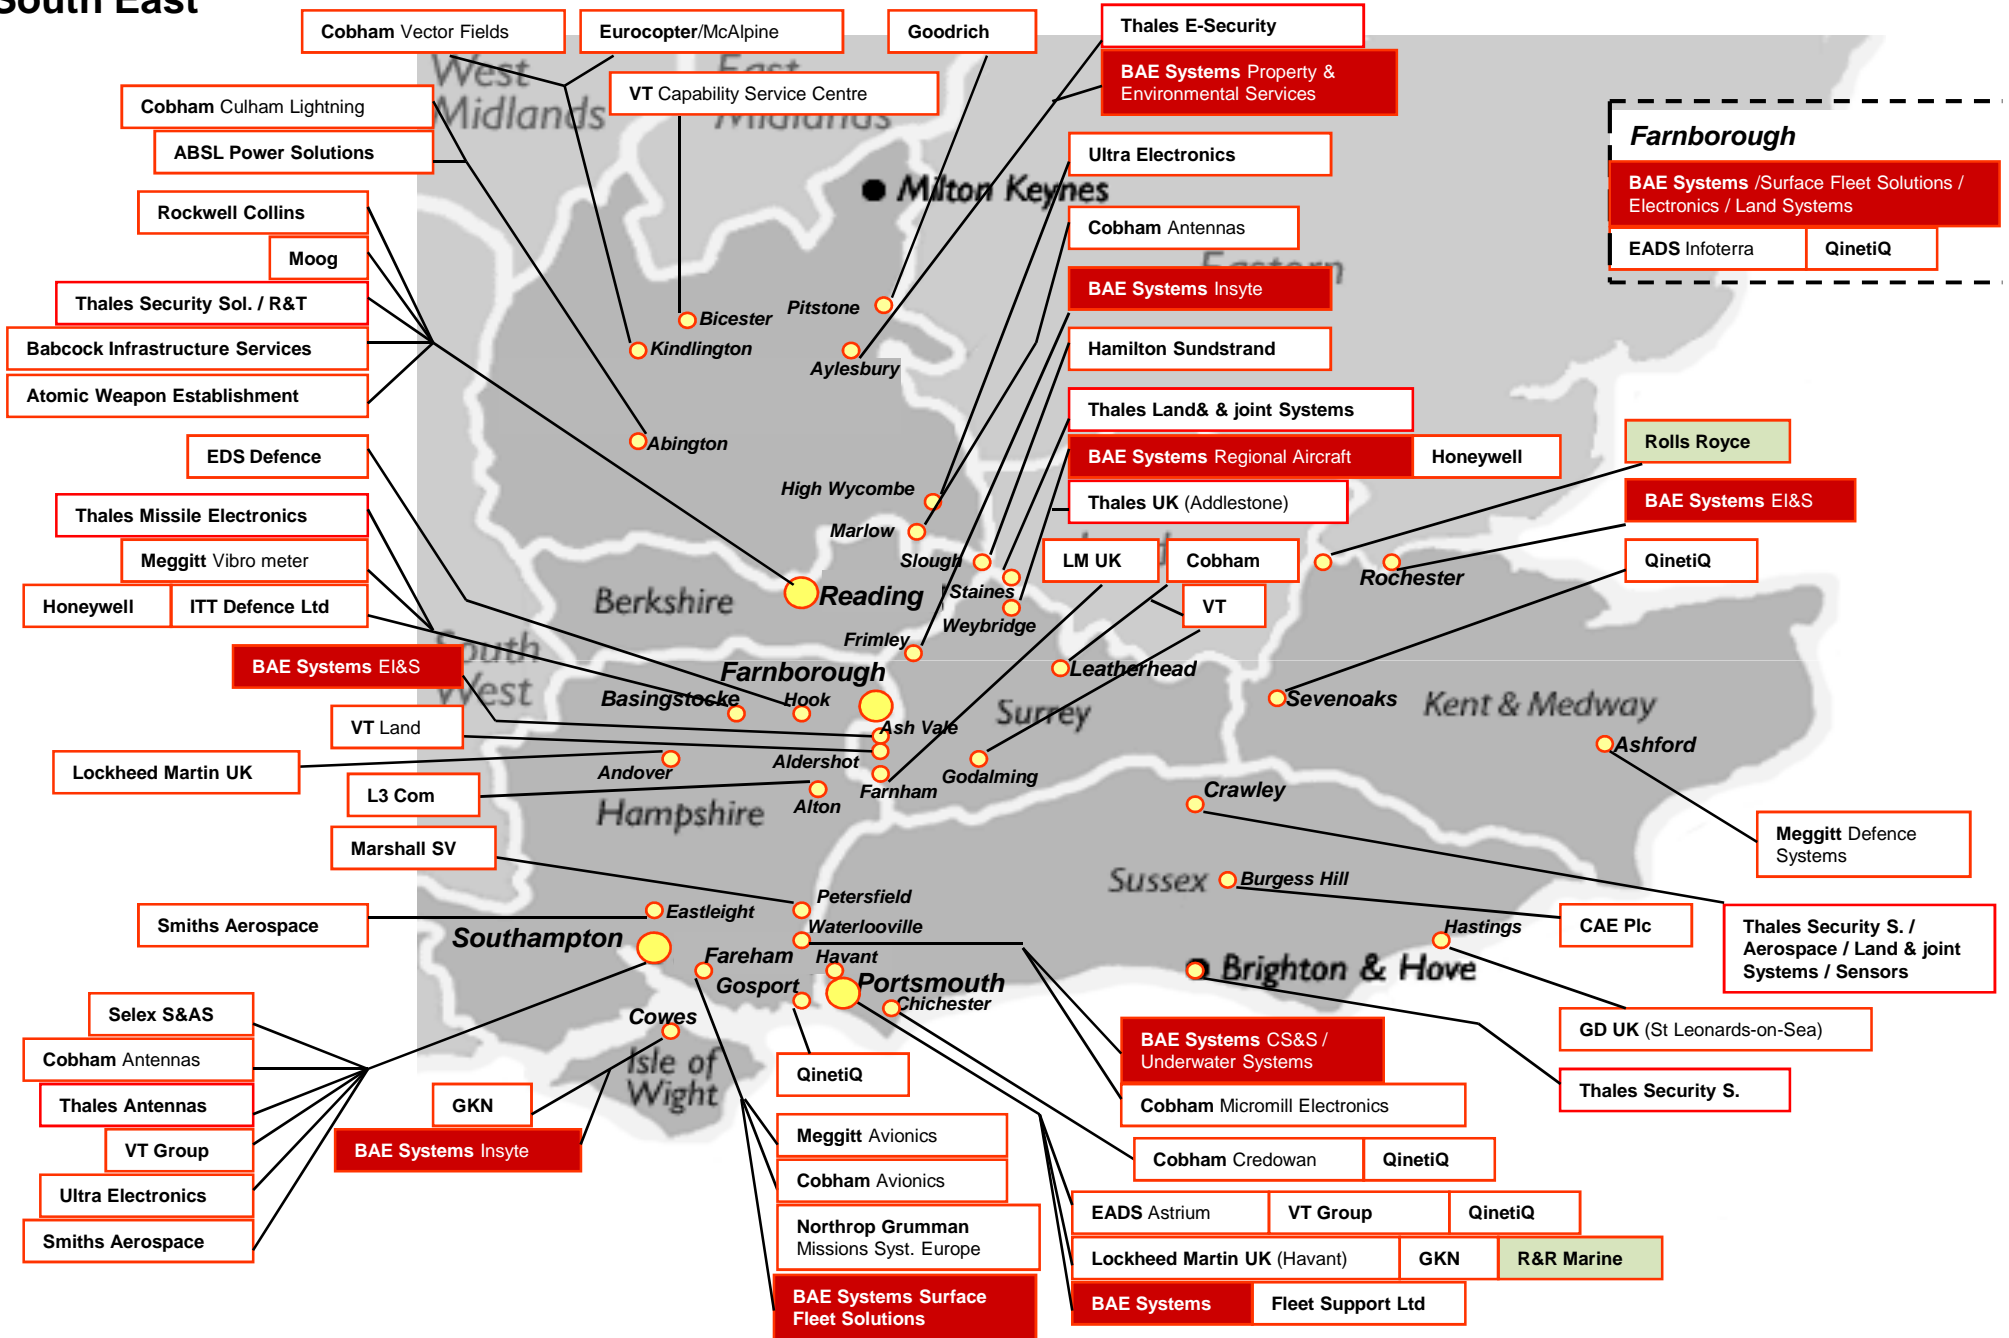 South East
Cobham Vector Fields
Eurocopter/McAlpine
Goodrich
Thales E-Security
BAE Systems Property &
Environmental Services
West
Midlands
East
Midlands
VT Capability Service Centre
Cobham Culham Lightning
ABSL Power Solutions
Ultra Electronics
Farnborough
BAE Systems /Surface Fleet Solutions /
Electronics / Land Systems
EADS Infoterra
QinetiQ
Milton Keynes
Rockwell Collins
Cobham Antennas
Moog
Eastern
Thales Security Sol. / R&T
BAE Systems Insyte
Pitstone
Bicester
Babcock Infrastructure Services
Kindlington
Hamilton Sundstrand
Aylesbury
Atomic Weapon Establishment
Thales Land& & joint Systems
Abington
Rolls Royce
EDS Defence
BAE Systems Regional Aircraft
Honeywell
High Wycombe
Thales UK (Addlestone)
BAE Systems EI&S
Thales Missile Electronics
Marlow
Meggitt Vibro meter
Slough
LM UK
Cobham
QinetiQ
Rochester
Staines
Honeywell
ITT Defence Ltd
Berkshire
Reading
VT
Weybridge
Frimley
South
West
BAE Systems EI&S
Farnborough
Leatherhead
Basingstocke
Hook
Sevenoaks
Kent & Medway
Surrey
VT Land
Ash Vale
Ashford
Lockheed Martin UK
Andover
Aldershot
Godalming
L3 Com
Alton
Farnham
Crawley
Hampshire
Meggitt Defence
Systems
Marshall SV
Sussex
Burgess Hill
Petersfield
Smiths Aerospace
Eastleight
Waterlooville
Hastings
CAE Plc
Thales Security S. /
Aerospace / Land & joint
Systems / Sensors
Southampton
Fareham
Havant
Brighton & Hove
Gosport
Portsmouth
Chichester
Selex S&AS
Cowes
GD UK (St Leonards-on-Sea)
Cobham Antennas
Isle of
Wight
QinetiQ
BAE Systems CS&S /
Underwater Systems
Thales Security S.
Thales Antennas
GKN
Cobham Micromill Electronics
VT Group
BAE Systems Insyte
Meggitt Avionics
Cobham Credowan
QinetiQ
Ultra Electronics
Cobham Avionics
EADS Astrium
VT Group
QinetiQ
Smiths Aerospace
Northrop Grumman
Missions Syst. Europe
Lockheed Martin UK (Havant)
GKN
R&R Marine
BAE Systems Surface
Fleet Solutions
BAE Systems
Fleet Support Ltd